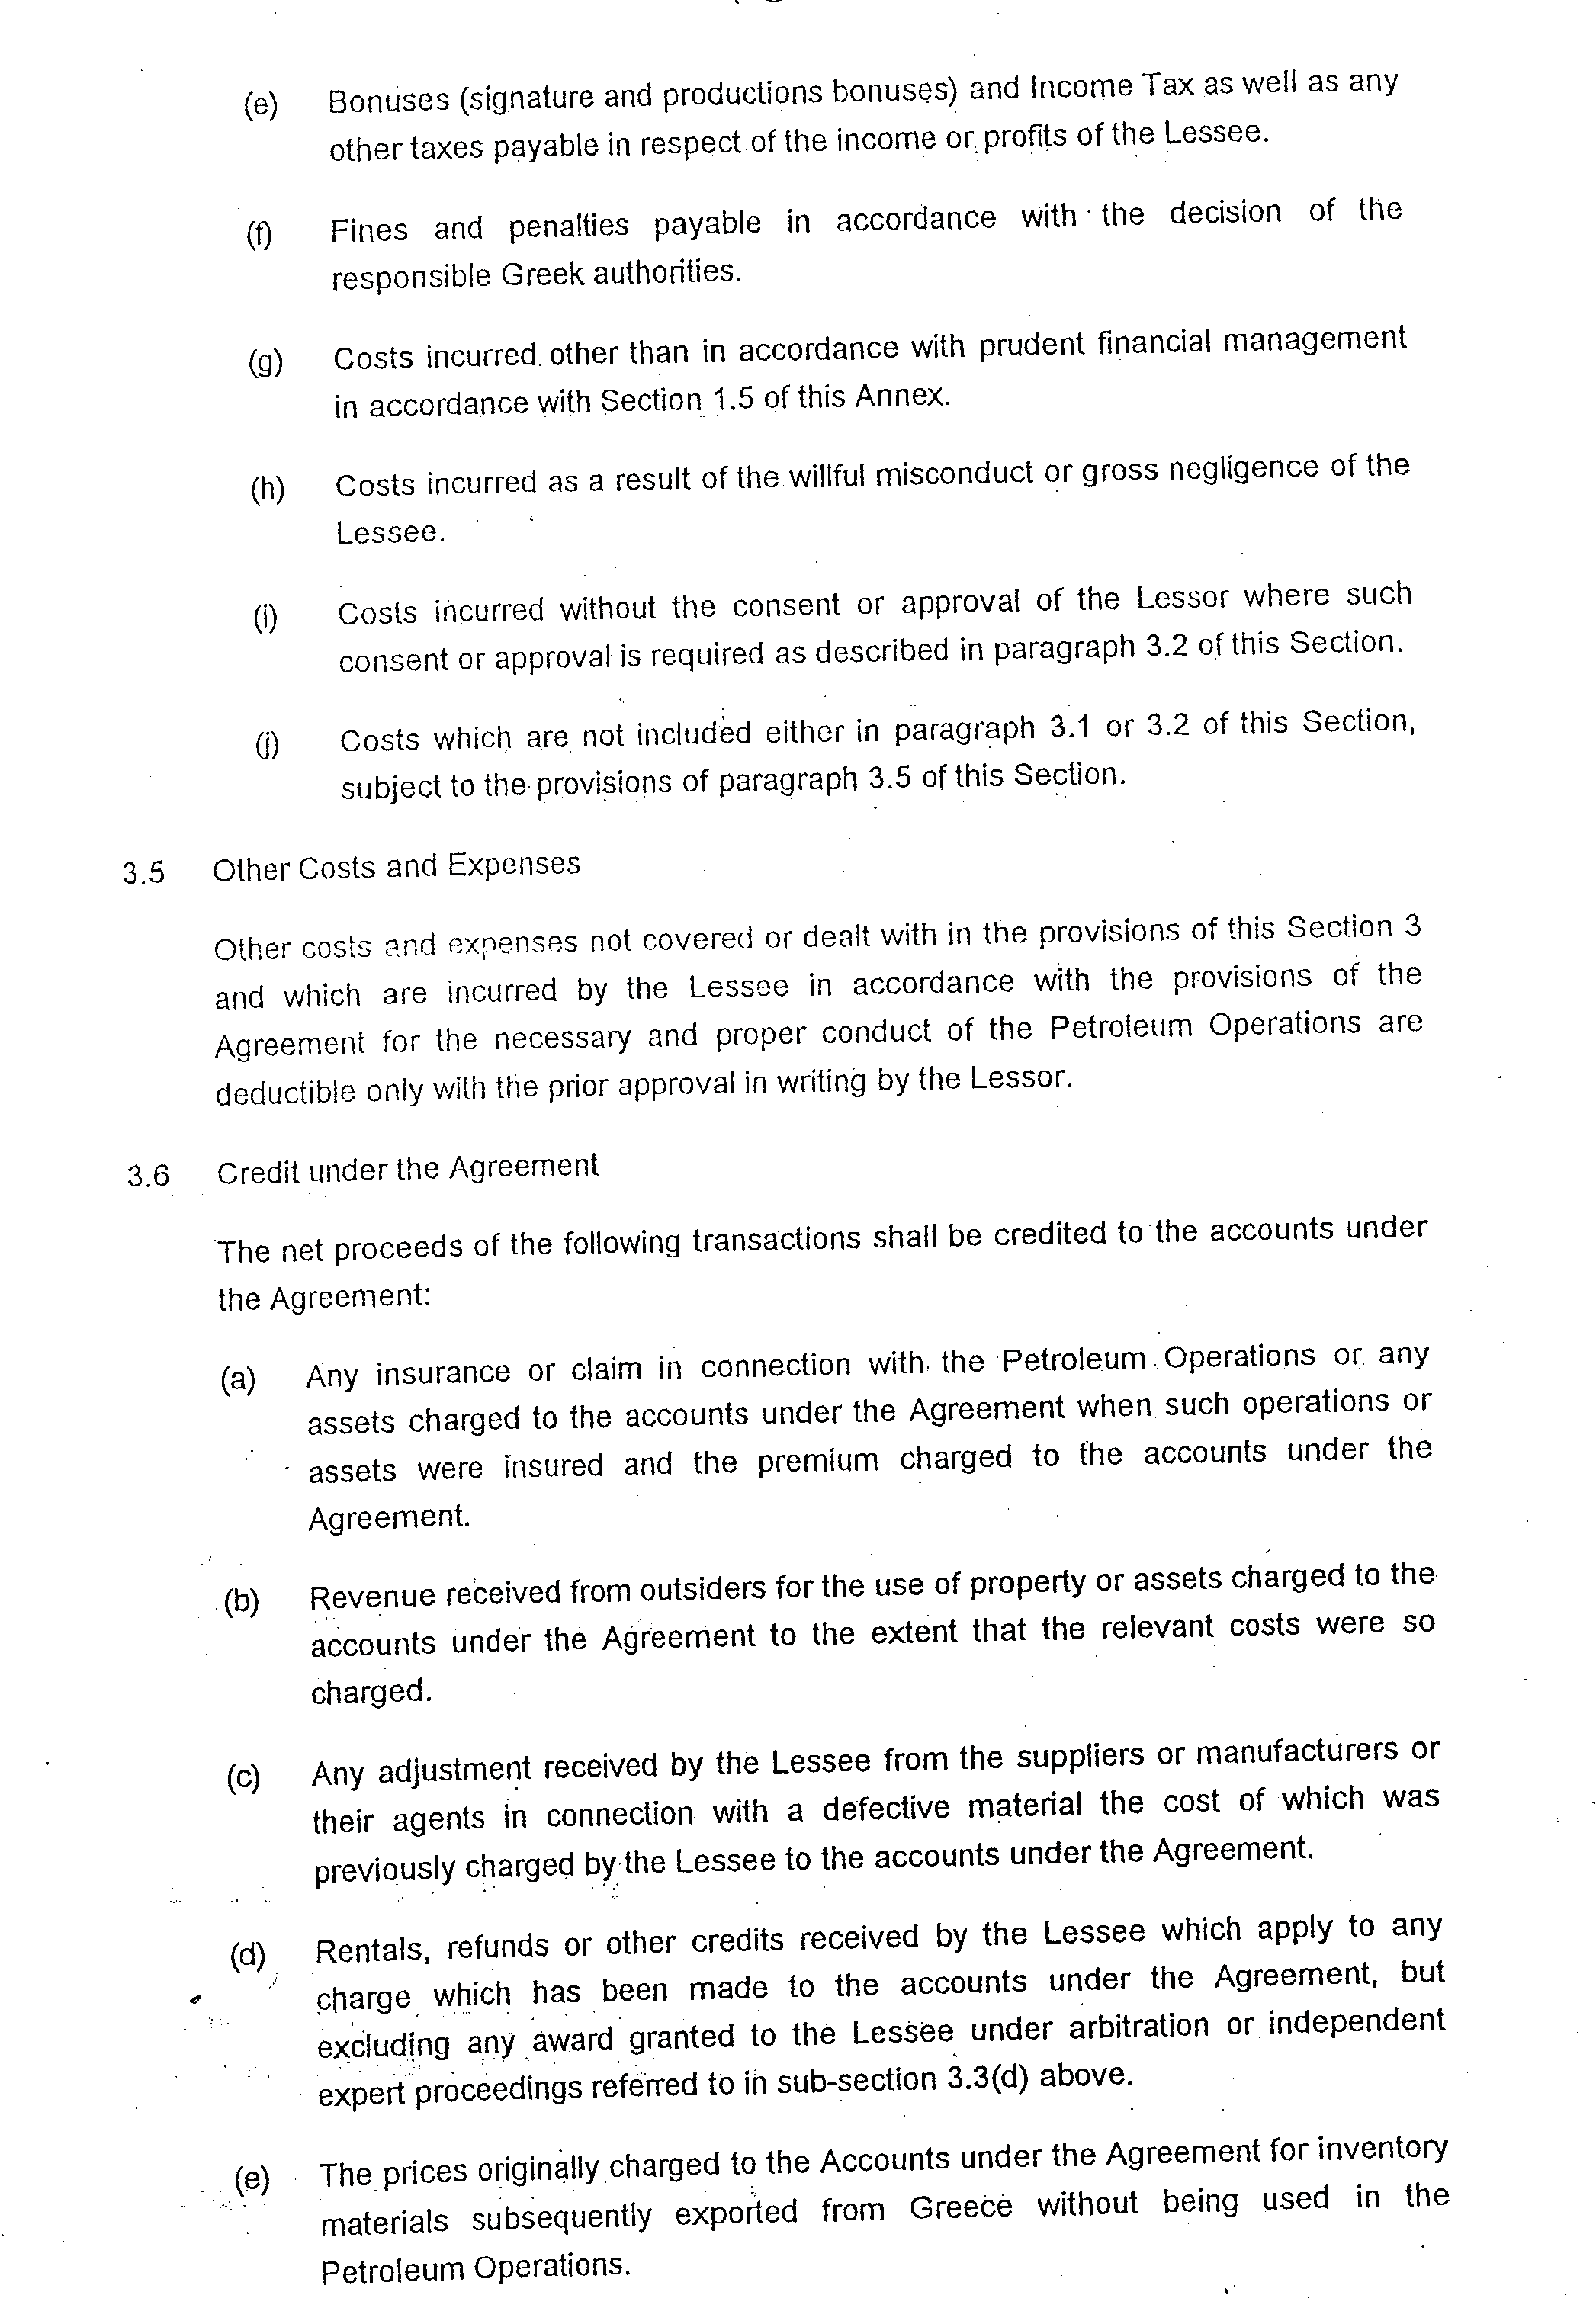 (e) Bonuses (signature and productions bonuses) and Income Tax as well as any
other taxes payable in respect of the income or profits of the Lessee.
(f) Fines and penalties payable in accordance with the decision of the
responsible Greek authorities.
(g) Costs incurred other than in accordance with prudent financial management
in accordance with Section 1.5 of this Annex.
(h) Costs incurred as a result of the willful misconduct or gross negligence of the
Lessee.
(i) Costs incurred without the consent or approval of the Lessor where such
consent or approval is required as described in paragraph 3.2 of this Section.
(j) Costs which are not included either in paragraph 3.1 or 3.2 of this Section,
subject to the provisions of paragraph 3.5 of this Section.
3.5 Other Costs and Expenses
Other costs and expenses not covered or dealt with in the provisions of this Section 3
and which are incurred by the Lessee in accordance with the provisions of the
Agreement for the necessary and proper conduct of the Petroleum Operations are
deductible only with the prior approval in writing by the Lessor.
3.6 Credit under the Agreement
The net proceeds of the following transactions shall be credited to the accounts under
the Agreement:
(a) Any insurance or claim in connection with the Petroleum Operations or any
assets charged to the accounts under the Agreement when such operations or
assets were insured and the premium charged to the accounts under the
Agreement.
(b) Revenue received from outsiders for the use of property or assets charged to the
accounts under the Agreement to the extent that the relevant costs were so
charged.
(c) Any adjustment received by the Lessee from the suppliers or manufacturers or
their agents in connection with a defective material the cost of which was
previously charged by the Lessee to the accounts under the Agreement.
(d) Rentals, refunds or other credits received by the Lessee which apply to any
charge which has been made to the accounts under the Agreement, but
excluding any award granted to the Lessee under arbitration or independent
expert proceedings referred to in sub-section 3.3(d) above.
(e) The prices originally charged to the Accounts under the Agreement for inventory
materials subsequently exported from Greece without being used in the
Petroleum Operations.